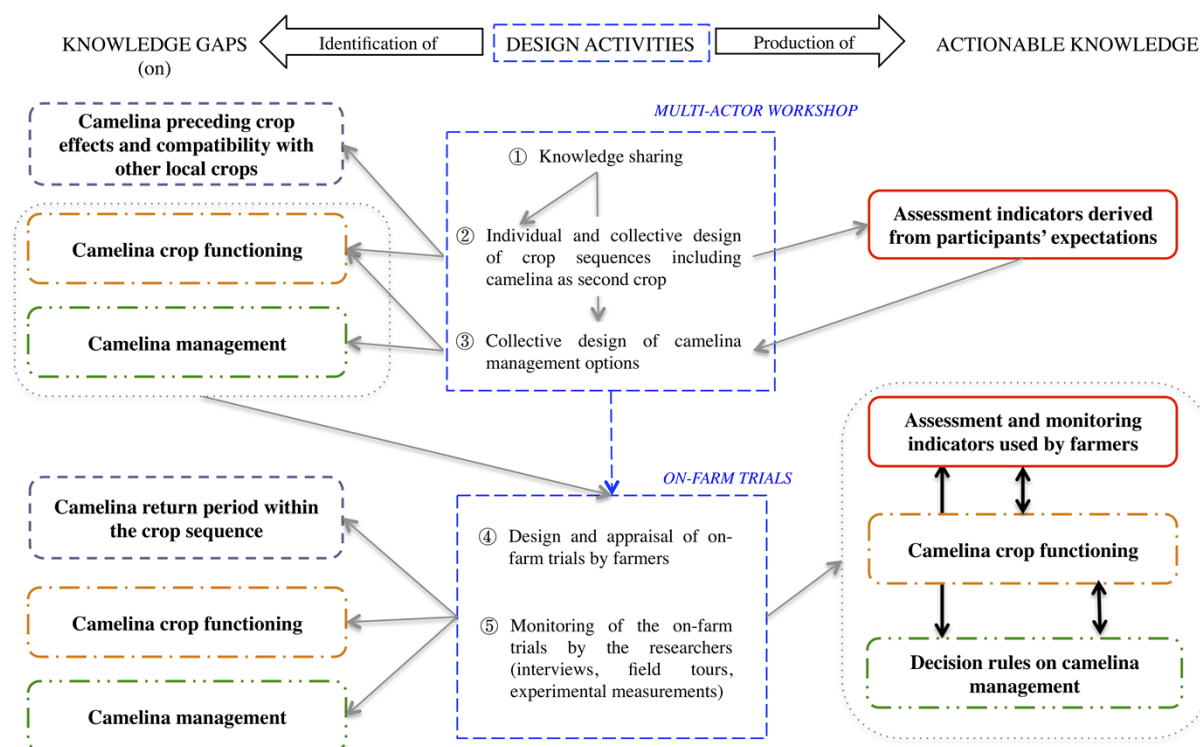 KNOWLEDGE GAPS
(on)
Identification of
DESIGN ACTIVITIES
Production of
ACTIONABLE KNOWLEDGE
MULTI-ACTOR WORKSHOP
Camelina preceding crop
effects and compatibility with
other local crops
Camelina crop functioning
Camelina management
① Knowledge sharing
② Individual and collective design
of crop sequences including
camelina as second crop
③ Collective design of camelina
management options
Assessment indicators derived
from participants’ expectations
ON-FARM TRIALS
Camelina return period within
the crop sequence
Camelina crop functioning
Camelina management
④ Design and appraisal of on-
farm trials by farmers
⑤ Monitoring of the on-farm
trials by the researchers
(interviews, field tours,
experimental measurements)
Assessment and monitoring
indicators used by farmers
Camelina crop functioning
Decision rules on camelina
management